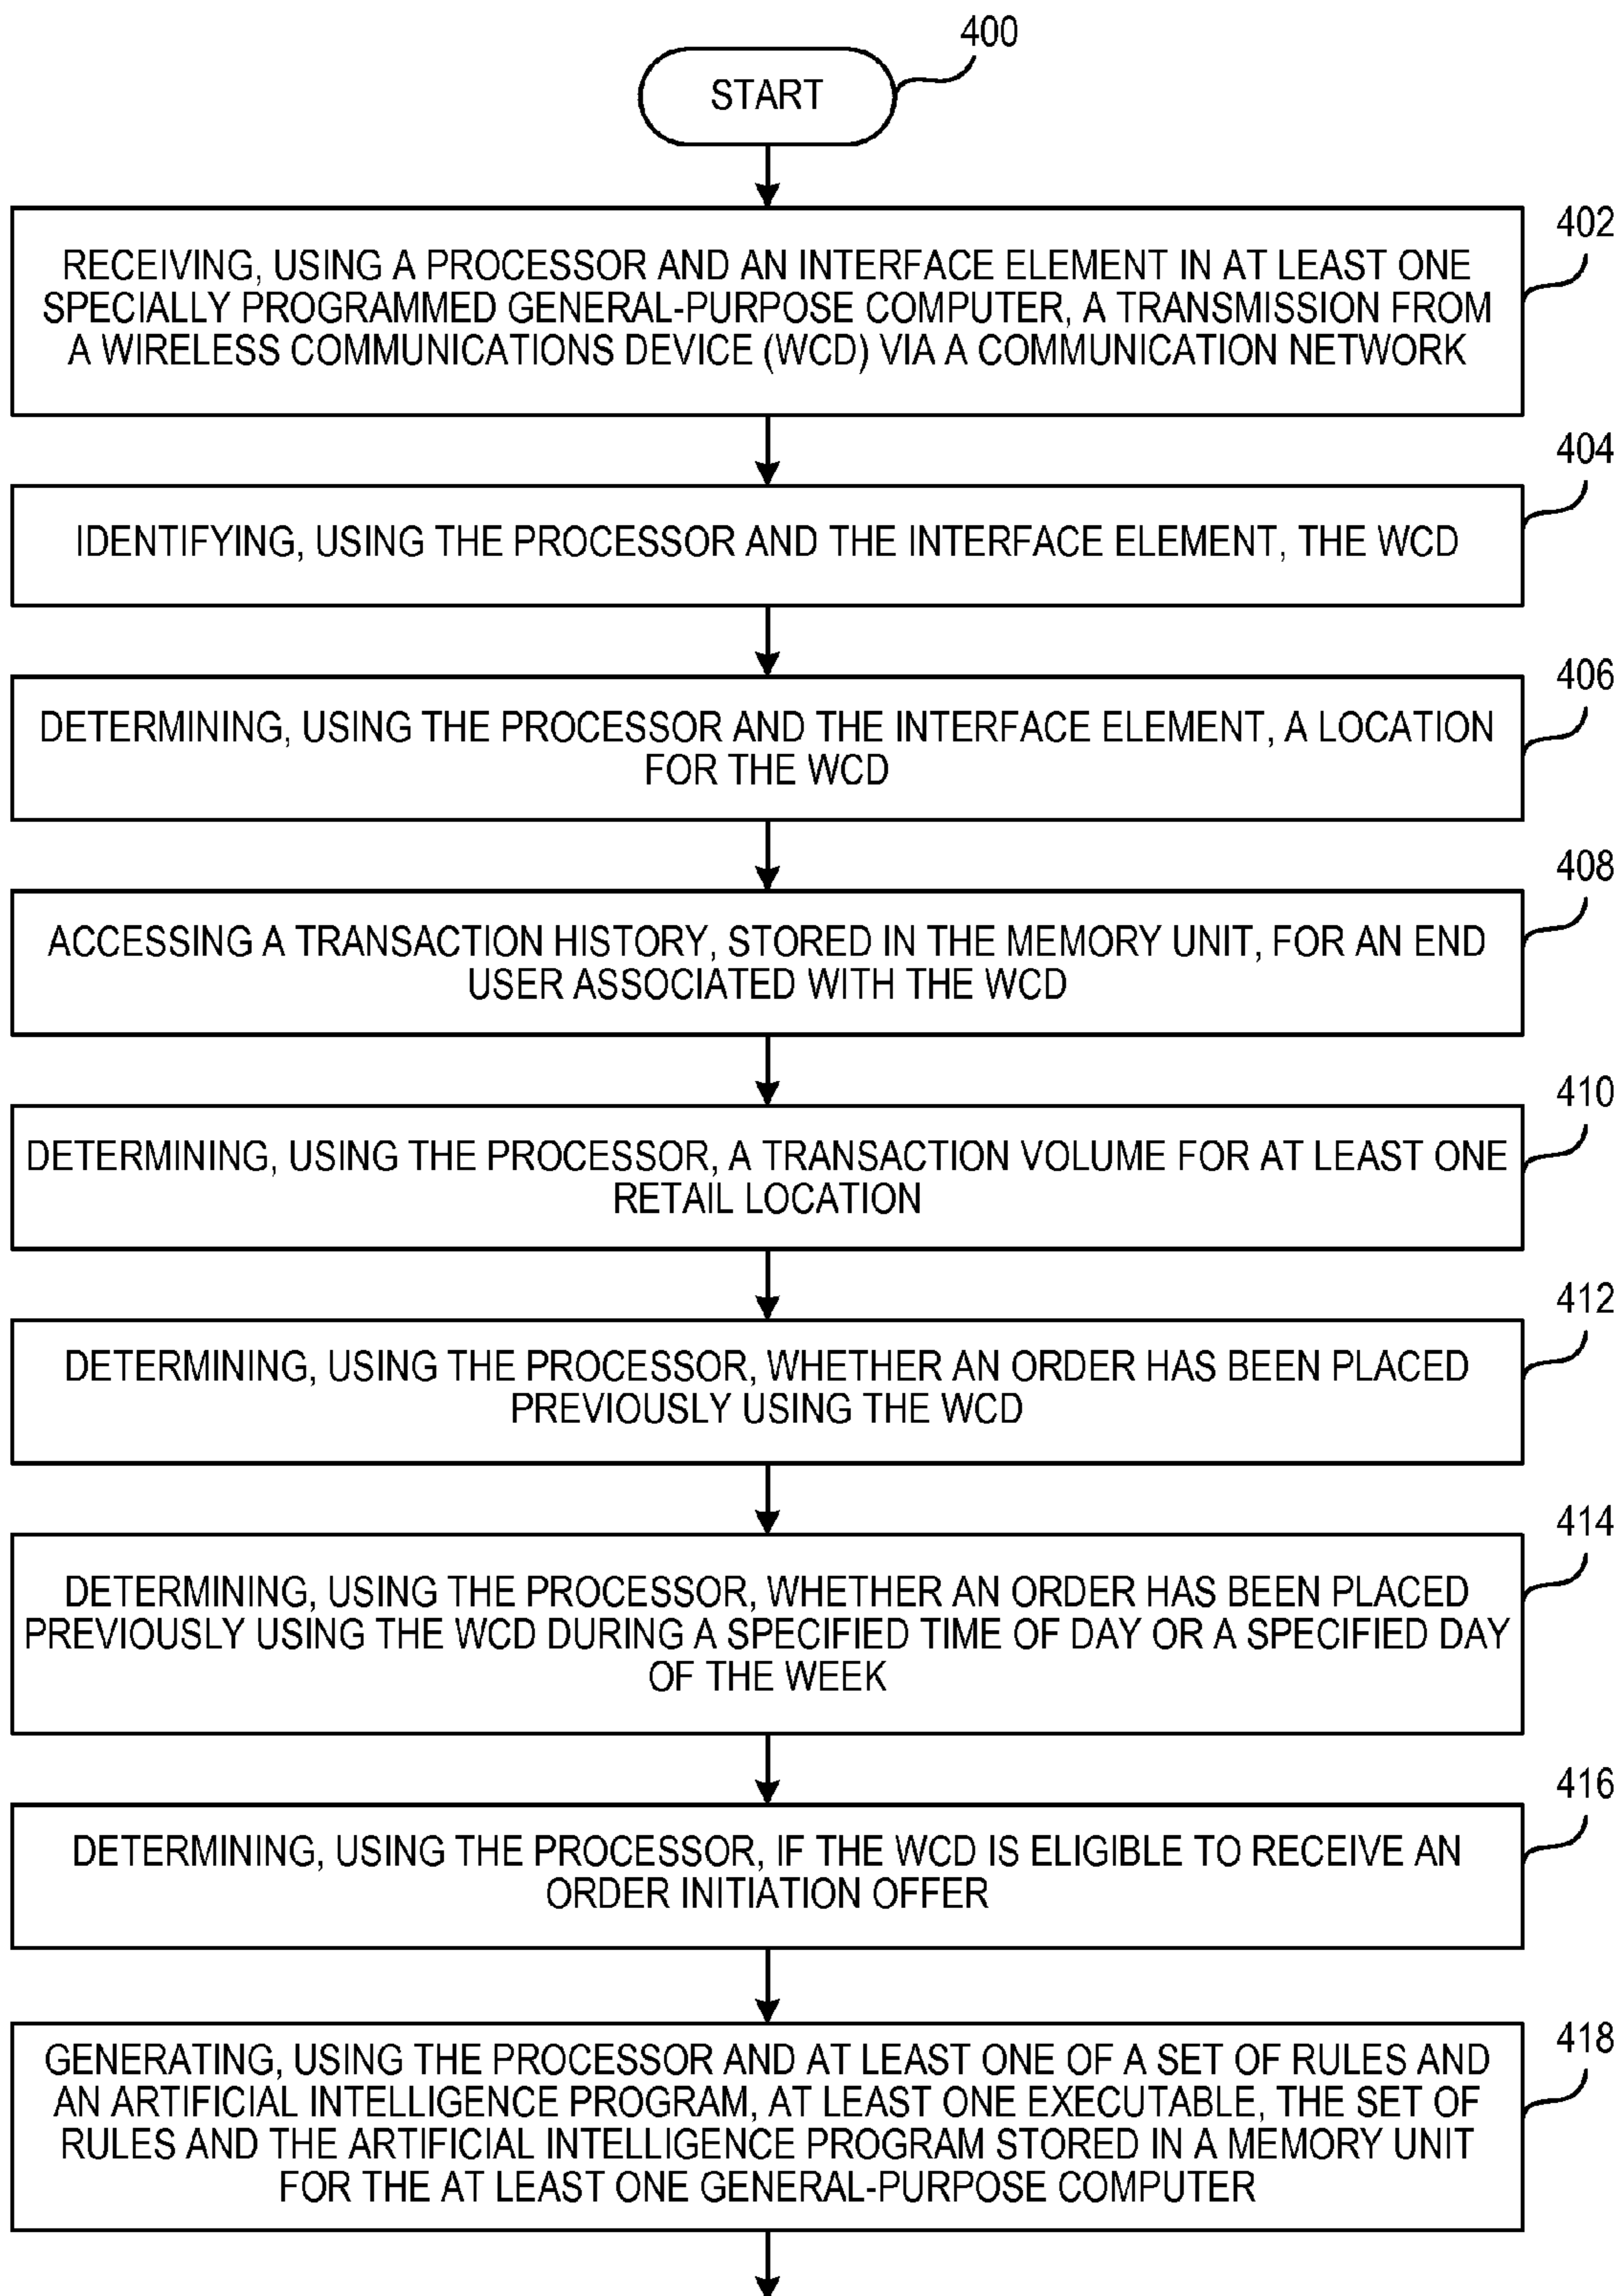 400
START
402
RECEIVING, USING A PROCESSOR AND AN INTERFACE ELEMENT IN AT LEAST ONE
SPECIALLY PROGRAMMED GENERAL-PURPOSE COMPUTER, A TRANSMISSION FROM
A WIRELESS COMMUNICATIONS DEVICE (WCD) VIA A COMMUNICATION NETWORK
404
IDENTIFYING, USING THE PROCESSOR AND THE INTERFACE ELEMENT, THE WCD
406
DETERMINING, USING THE PROCESSOR AND THE INTERFACE ELEMENT, A LOCATION
FOR THE WCD
408
ACCESSING A TRANSACTION HISTORY, STORED IN THE MEMORY UNIT, FOR AN END
USER ASSOCIATED WITH THE WCD
410
DETERMINING, USING THE PROCESSOR, A TRANSACTION VOLUME FOR AT LEAST ONE
RETAIL LOCATION
412
DETERMINING, USING THE PROCESSOR, WHETHER AN ORDER HAS BEEN PLACED
PREVIOUSLY USING THE WCD
414
DETERMINING, USING THE PROCESSOR, WHETHER AN ORDER HAS BEEN PLACED
PREVIOUSLY USING THE WCD DURING A SPECIFIED TIME OF DAY OR A SPECIFIED DAY
OF THE WEEK
416
DETERMINING, USING THE PROCESSOR, IF THE WCD IS ELIGIBLE TO RECEIVE AN
ORDER INITIATION OFFER
418
GENERATING, USING THE PROCESSOR AND AT LEAST ONE OF A SET OF RULES AND
AN ARTIFICIAL INTELLIGENCE PROGRAM, AT LEAST ONE EXECUTABLE, THE SET OF
RULES AND THE ARTIFICIAL INTELLIGENCE PROGRAM STORED IN A MEMORY UNIT
FOR THE AT LEAST ONE GENERAL-PURPOSE COMPUTER